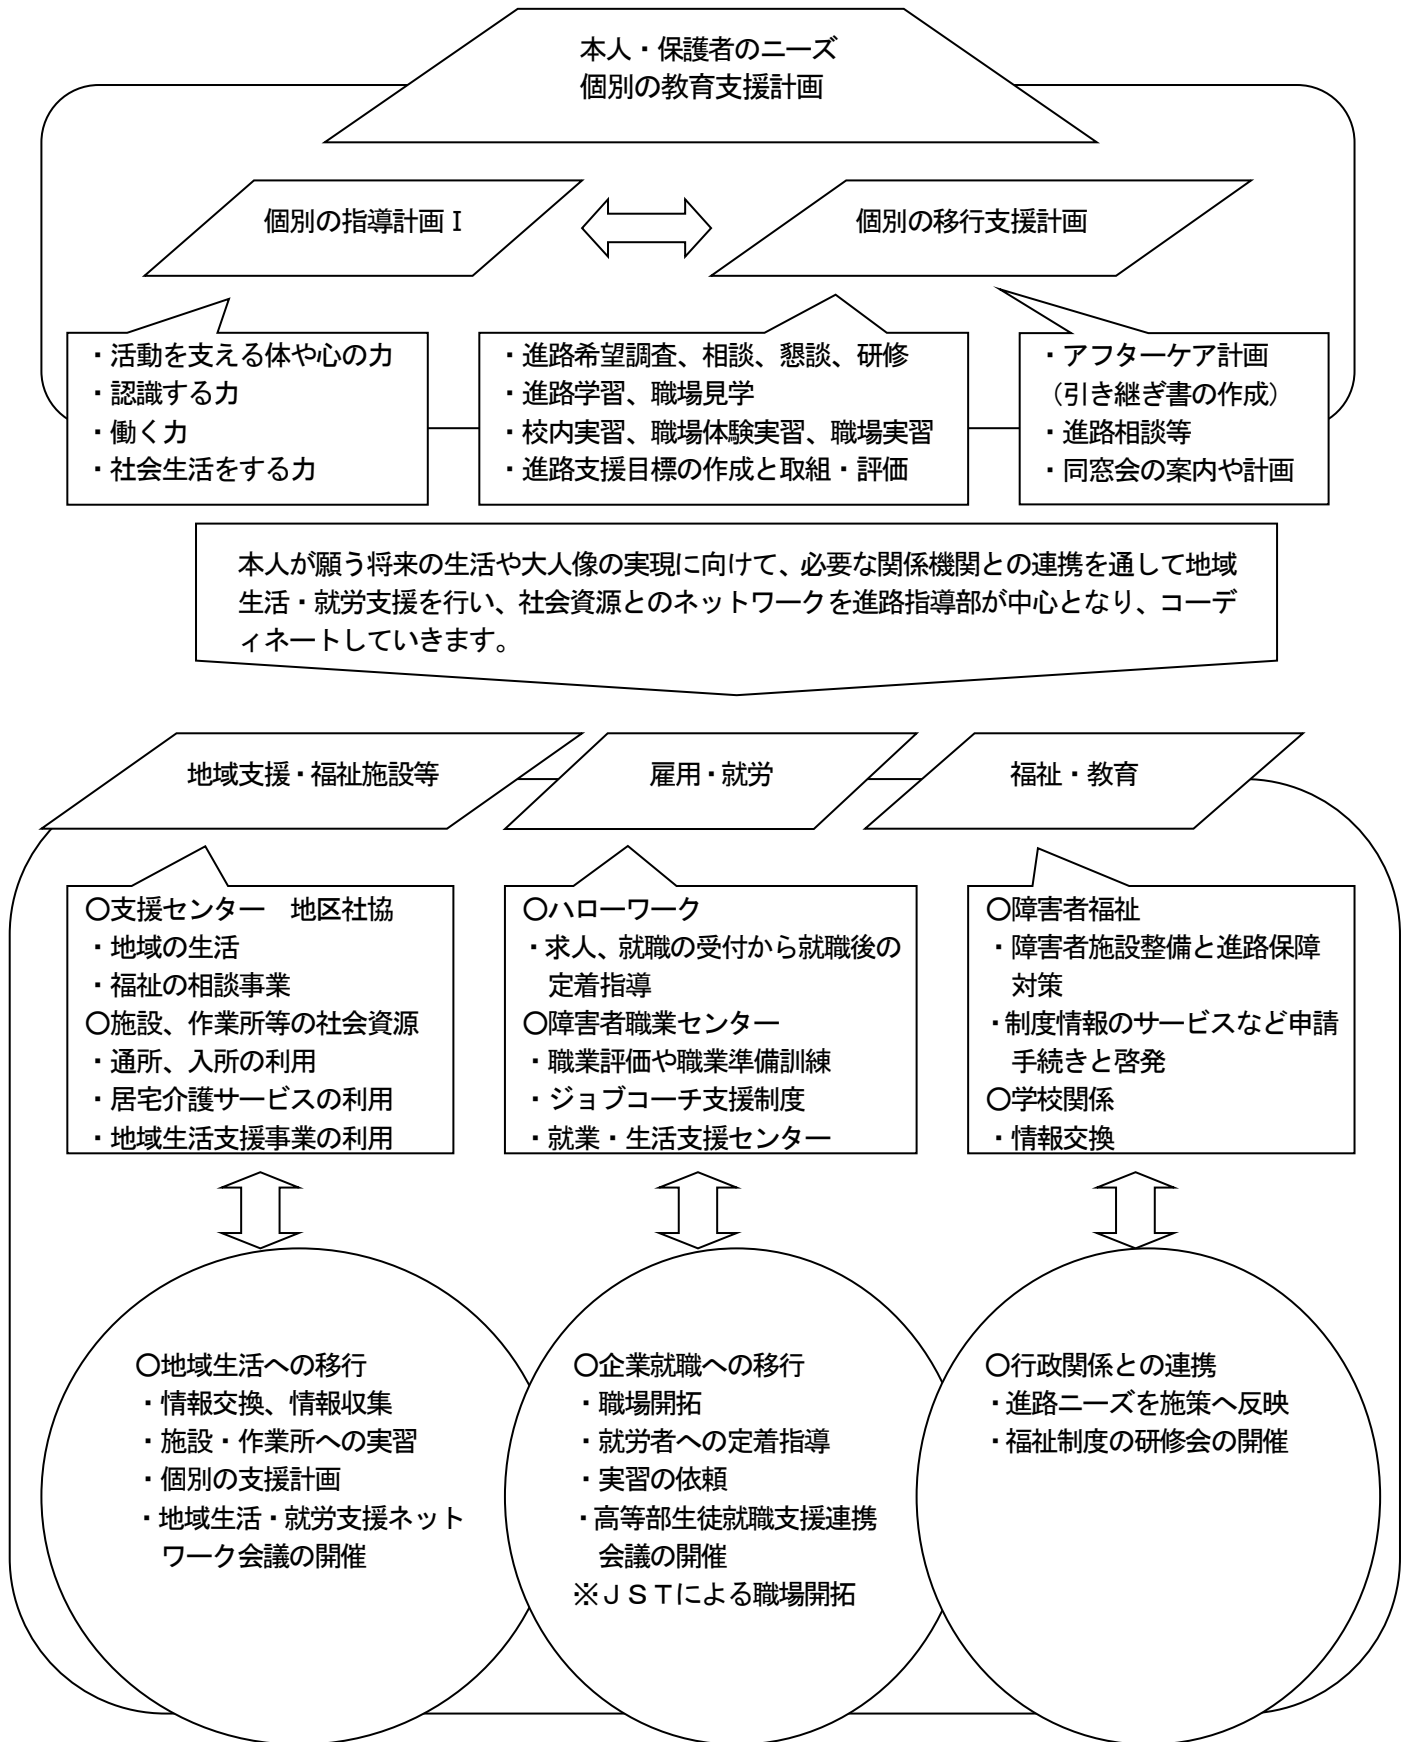 本人・保護者のニーズ
個別の教育支援計画
個別の指導計画Ⅰ
個別の移行支援計画
・活動を支える体や心の力
・認識する力
・働く力
・社会生活をする力
・進路希望調査、相談、懇談、研修
・進路学習、職場見学
・校内実習、職場体験実習、職場実習
・進路支援目標の作成と取組・評価
・アフターケア計画
（引き継ぎ書の作成）
・進路相談等
・同窓会の案内や計画
本人が願う将来の生活や大人像の実現に向けて、必要な関係機関との連携を通して地域
生活・就労支援を行い、社会資源とのネットワークを進路指導部が中心となり、コーデ
ィネートしていきます。
地域支援・福祉施設等
雇用・就労
福祉・教育
〇支援センター　地区社協
・地域の生活
・福祉の相談事業
〇施設、作業所等の社会資源
・通所、入所の利用
・居宅介護サービスの利用
・地域生活支援事業の利用
〇ハローワーク
・求人、就職の受付から就職後の
定着指導
〇障害者職業センター
・職業評価や職業準備訓練
・ジョブコーチ支援制度
・就業・生活支援センター
〇障害者福祉
・障害者施設整備と進路保障
対策
・制度情報のサービスなど申請
手続きと啓発
〇学校関係
・情報交換
〇地域生活への移行
・情報交換、情報収集
・施設・作業所への実習
・個別の支援計画
・地域生活・就労支援ネット
ワーク会議の開催
〇企業就職への移行
・職場開拓
・就労者への定着指導
・実習の依頼
・高等部生徒就職支援連携
会議の開催
※ＪＳＴによる職場開拓
〇行政関係との連携
・進路ニーズを施策へ反映
・福祉制度の研修会の開催